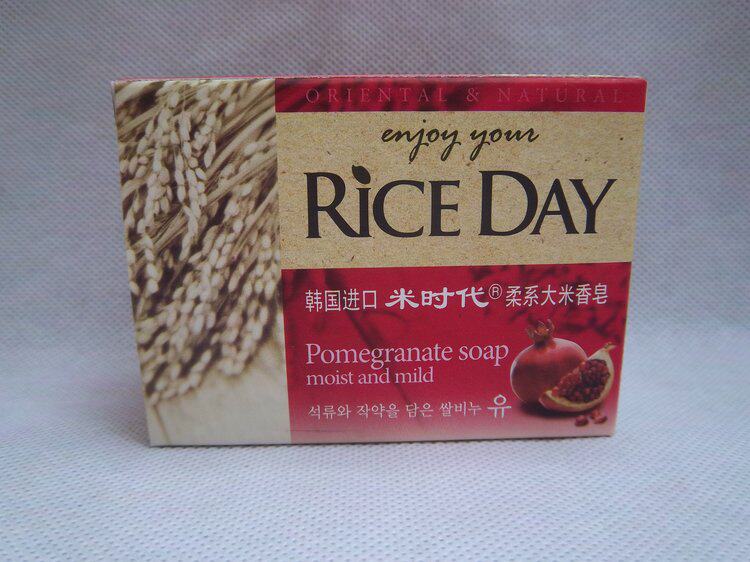 ORIENTAL & NATURAL
enjoy your
RICE DAY
韩国进口 米时代® 柔系大米香皂
Pomegranate soap
moist and mild
석류와 작약을 담은 쌀비누 유